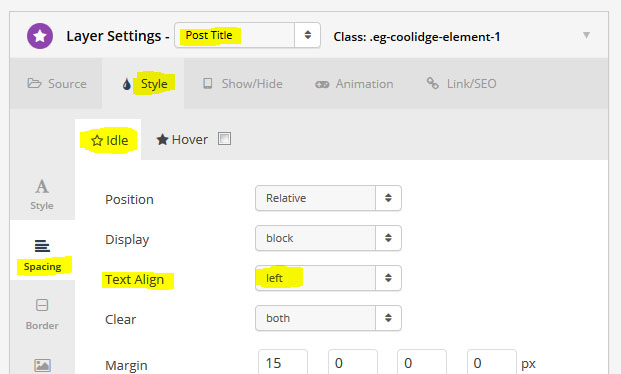 Layer Settings - Post Title Class: .eg-coolidge-element-1
Source Style Show/Hide Animation Link/SEO
Idle Hover
Style
Spacing
Border
Position Relative
Display block
Text Align left
Clear both
Margin 15 0 0 0 px